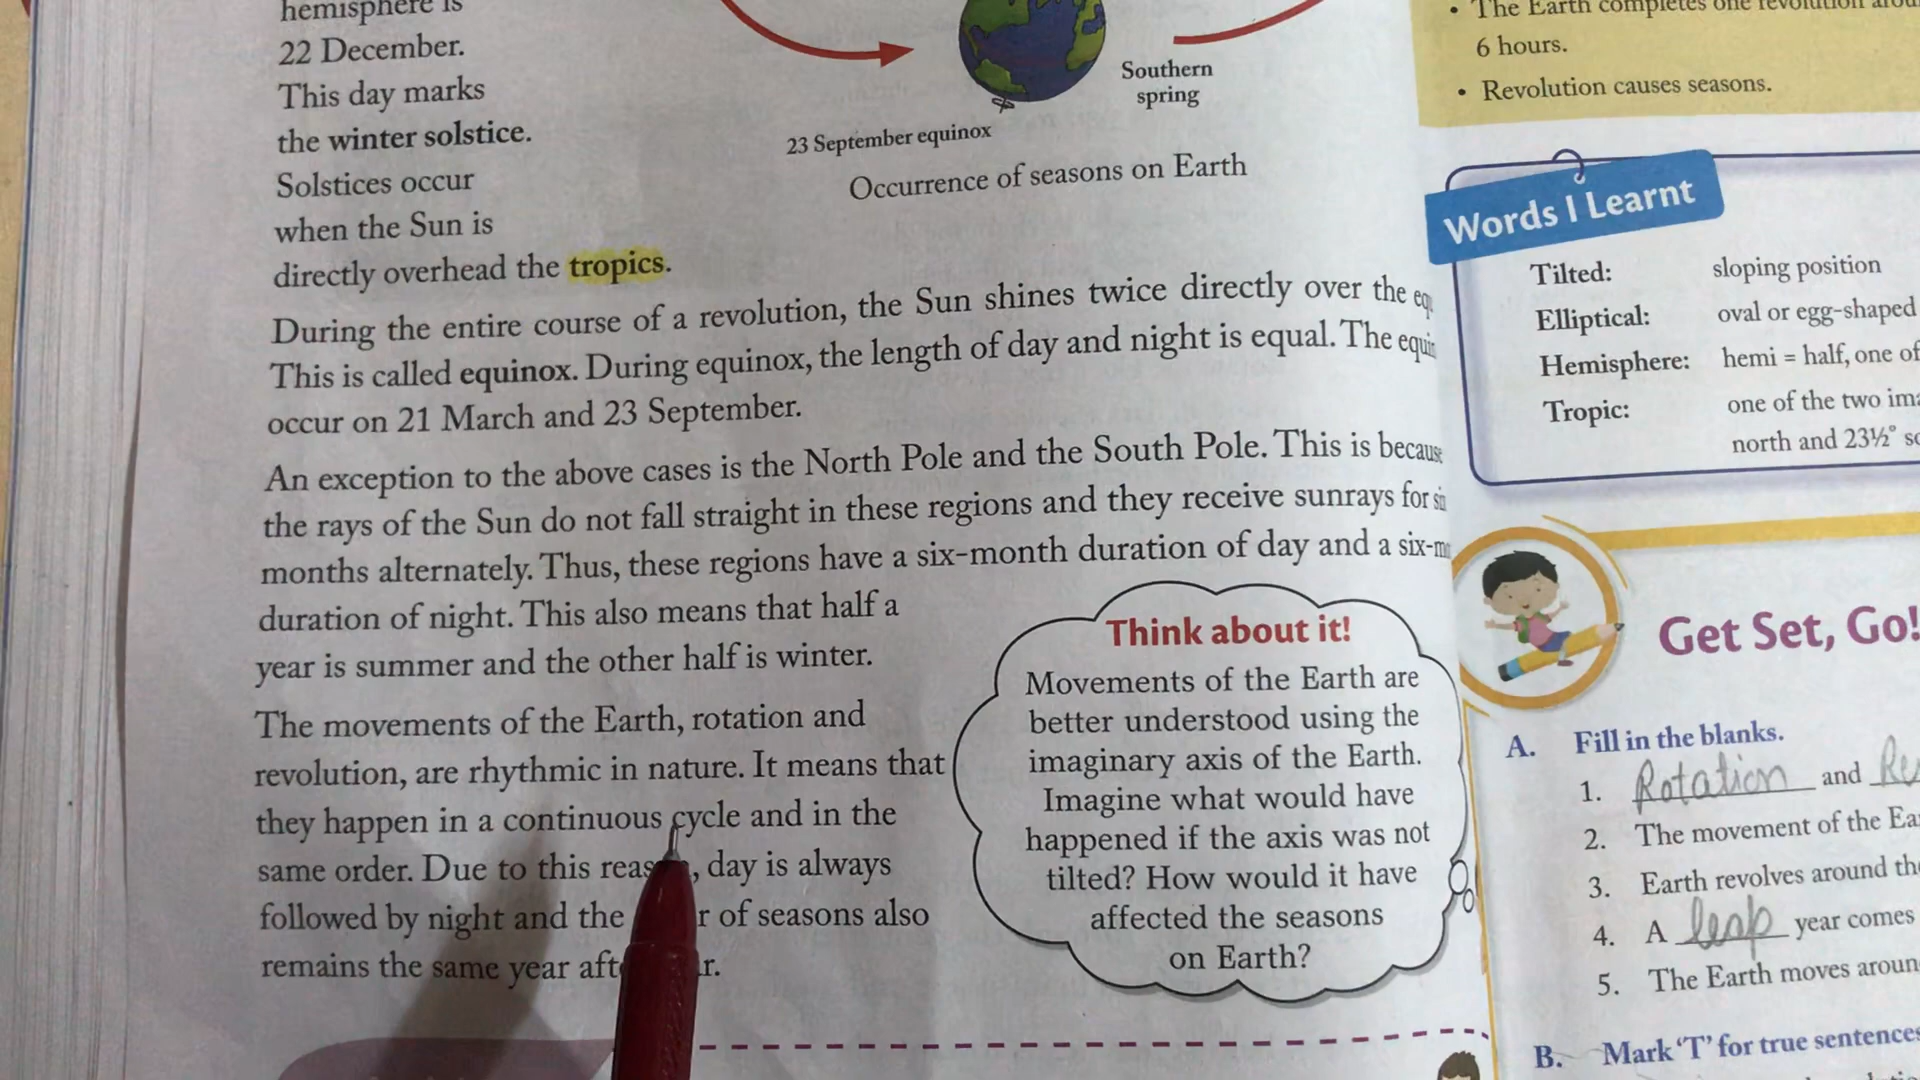 hemisphere is
22 December.
This day marks
the winter solstice.
Solstices occur
when the Sun is
directly overhead the tropics.
Southern
spring
23 September equinox
Occurrence of seasons on Earth
During the entire course of a revolution, the Sun shines twice directly over the
This is called equinox. During equinox, the length of day and night is equal. The
occur on 21 March and 23 September.
An exception to the above cases is the North Pole and the South Pole. This is because
the rays of the Sun do not fall straight in these regions and they receive sunrays for
months alternately. Thus, these regions have a six-month duration of day and a
duration of night. This also means that half a
year is summer and the other half is winter.
The movements of the Earth, rotation and
revolution, are rhythmic in nature. It means that
they happen in a continuous cycle and in the
same order. Due to this , day is always
followed by night and the of seasons also
remains the same year
Think about it!
Movements of the Earth are
better understood using the
imaginary axis of the Earth.
Imagine what would have
happened if the axis was not
tilted? How would it have
affected the seasons
on Earth?
• The Earth completes one revolution
6 hours.
• Revolution causes seasons.
Words I Learnt
Tilted: sloping position
Elliptical: oval or egg-shaped
Hemisphere: hemi = half, one of
Tropic: one of the two
north and 23½°
Get Set, Go!
A. Fill in the blanks.
1. Rotation and
2. The movement of the
3. Earth revolves around
4. A leap year comes
5. The Earth moves
B. Mark 'T' for true sentences